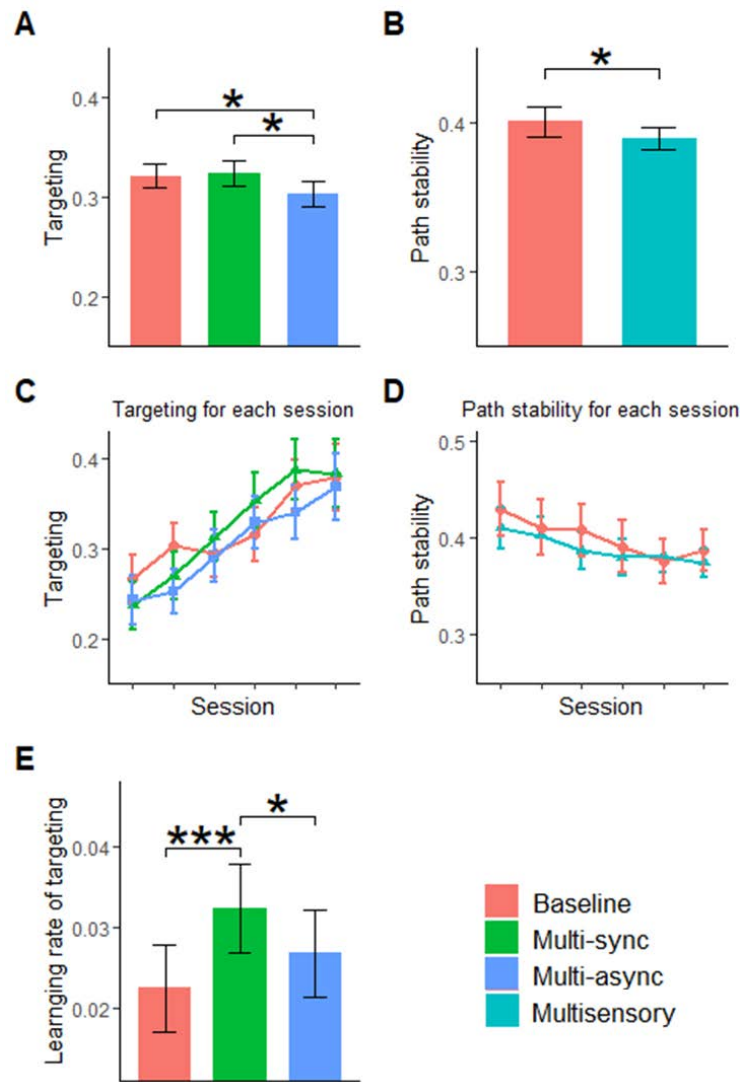 A
B
*
*
*
Targeting
0.4
0.3
0.2
Path stability
0.4
0.3
C
D
Targeting for each session
Path stability for each session
Targeting
0.4
0.3
0.2
Session
Path stability
0.5
0.4
0.3
Session
E
***
*
Learnging rate of targeting
0.04
0.03
0.02
Baseline
Multi-sync
Multi-async
Multisensory